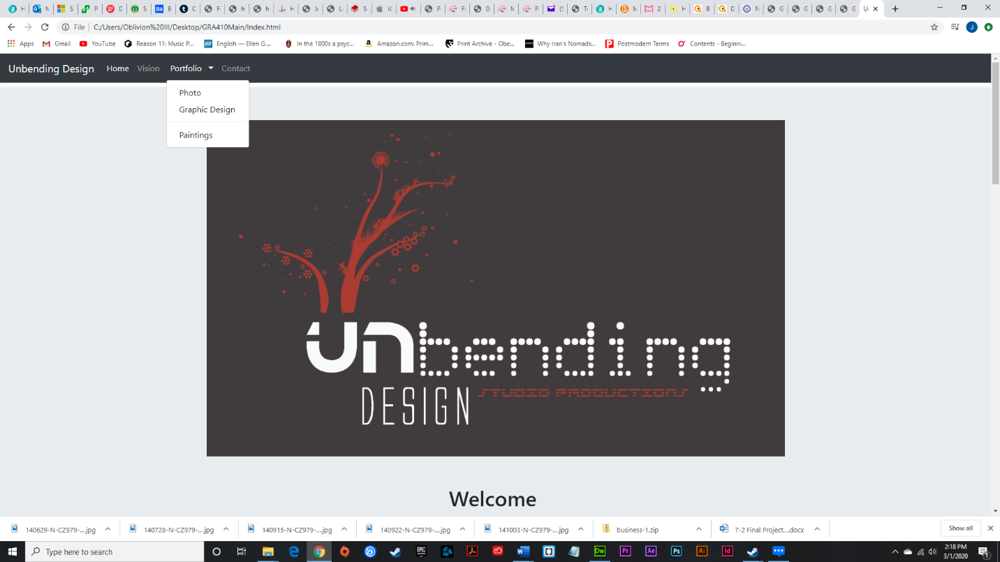 File | C:/Users/Oblivion%20III/Desktop/GRA410Main/Index.html
Apps Gmail YouTube Reason 11: Music P... English — Ellen G.... In the 1800s a psyc... Amazon.com: Prim... Print Archive - Obe... Why Iran's Nomads... Postmodern Terms Contents - Beginni...
Unbending Design Home Vision Portfolio Contact
Photo
Graphic Design
Paintings
unbending
DESIGN STUDIO PRODUCTIONS
Welcome
140629-N-CZ979-....jpg 140728-N-CZ979-....jpg 140915-N-CZ979-....jpg 140922-N-CZ979-....jpg 141003-N-CZ979-....jpg business-1.zip 7-2 Final Project....docx Show all
Type here to search
2:18 PM
3/1/2020